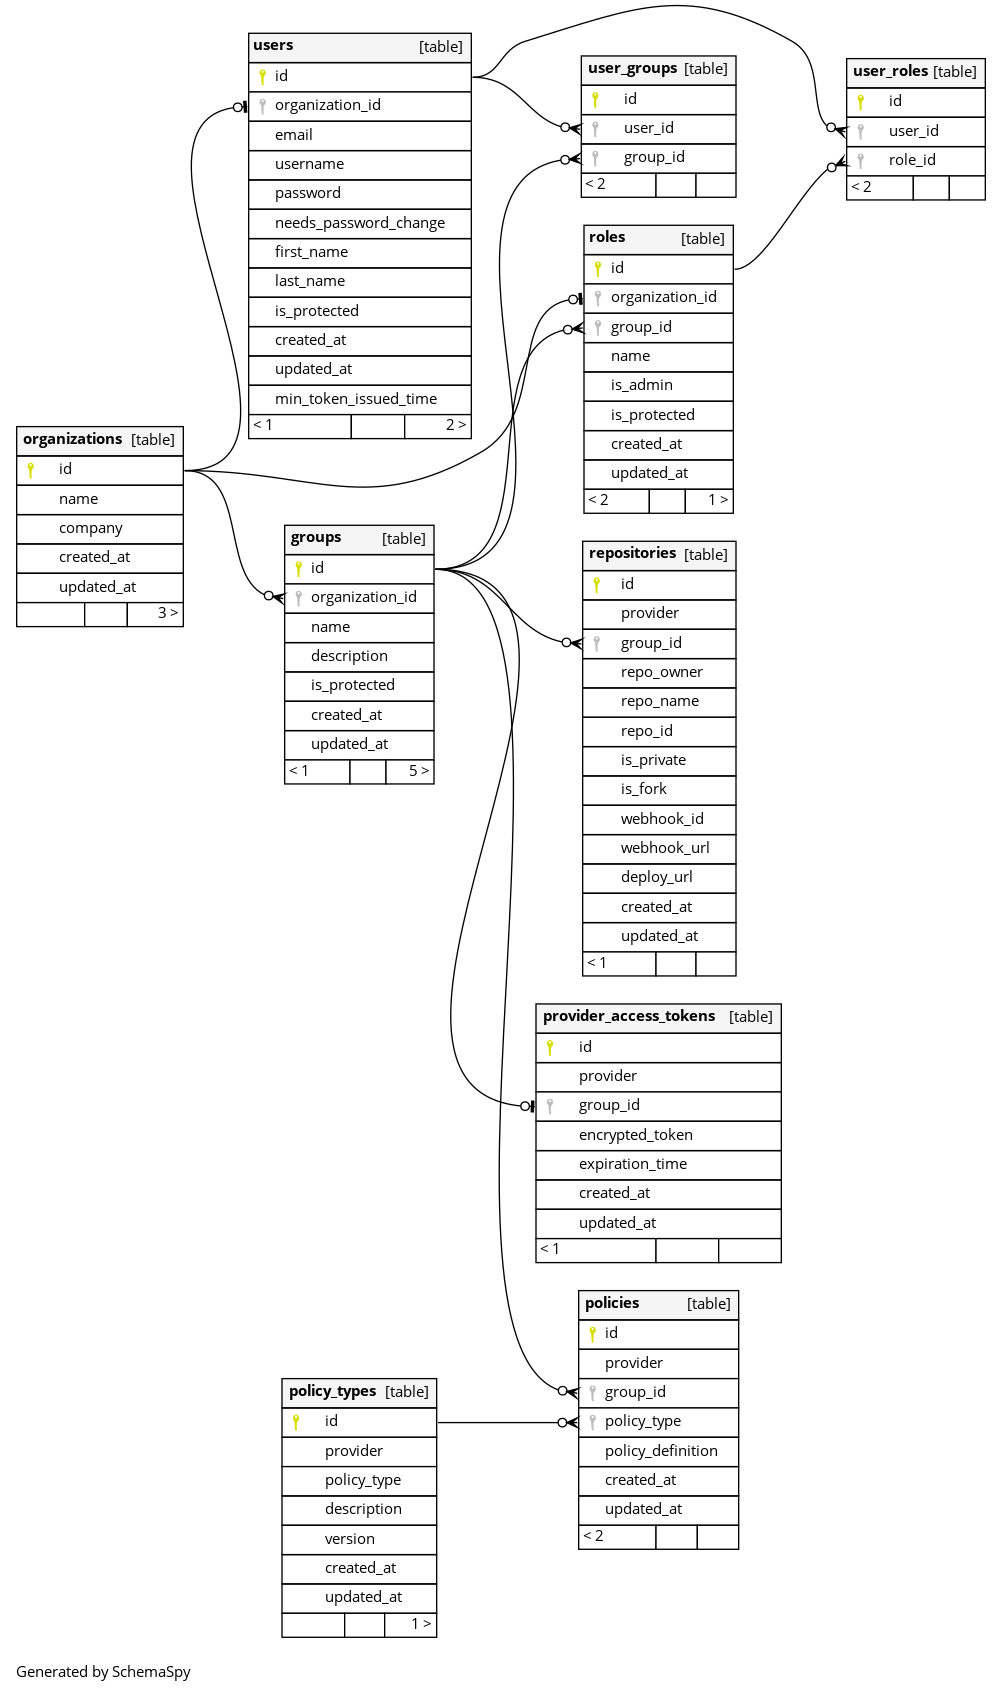 users [table]
id
organization_id
email
username
password
needs_password_change
first_name
last_name
is_protected
created_at
updated_at
min_token_issued_time
< 1 2 >
user_groups [table]
id
user_id
group_id
< 2
user_roles [table]
id
user_id
role_id
< 2
roles [table]
id
organization_id
group_id
name
is_admin
is_protected
created_at
updated_at
< 2 1 >
organizations [table]
id
name
company
created_at
updated_at
3 >
groups [table]
id
organization_id
name
description
is_protected
created_at
updated_at
< 1 5 >
repositories [table]
id
provider
group_id
repo_owner
repo_name
repo_id
is_private
is_fork
webhook_id
webhook_url
deploy_url
created_at
updated_at
< 1
provider_access_tokens [table]
id
provider
group_id
encrypted_token
expiration_time
created_at
updated_at
< 1
policies [table]
id
provider
group_id
policy_type
policy_definition
created_at
updated_at
< 2
policy_types [table]
id
provider
policy_type
description
version
created_at
updated_at
1 >
Generated by SchemaSpy